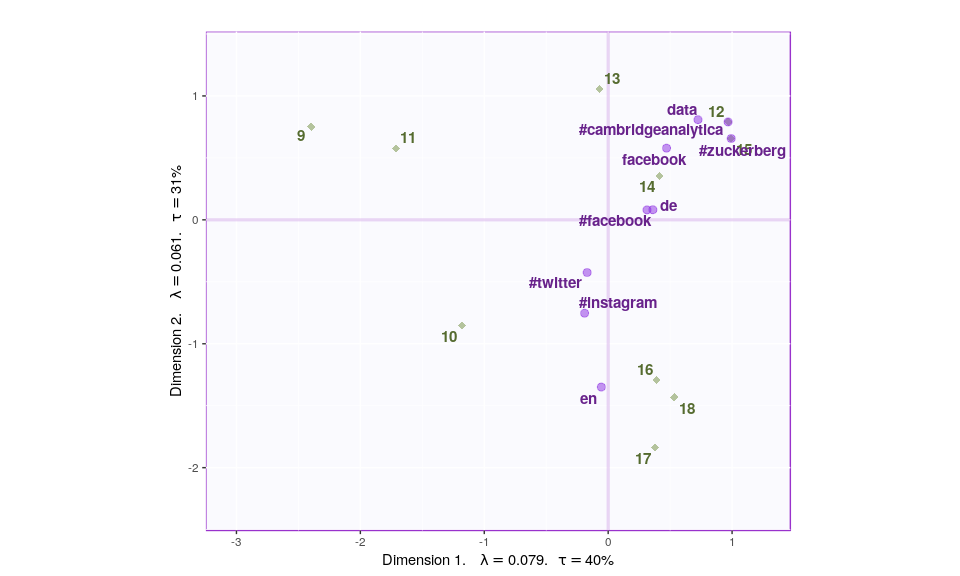 13
data
12
#cambridgeanalytica
9
11
15
#zuckerberg
facebook
14
de
#facebook
#twitter
#instagram
10
16
en
18
17
1
0
-1
-2
-3
-2
-1
0
1
Dimension 1. λ = 0.079. τ = 40%
Dimension 2. λ = 0.061. τ = 31%